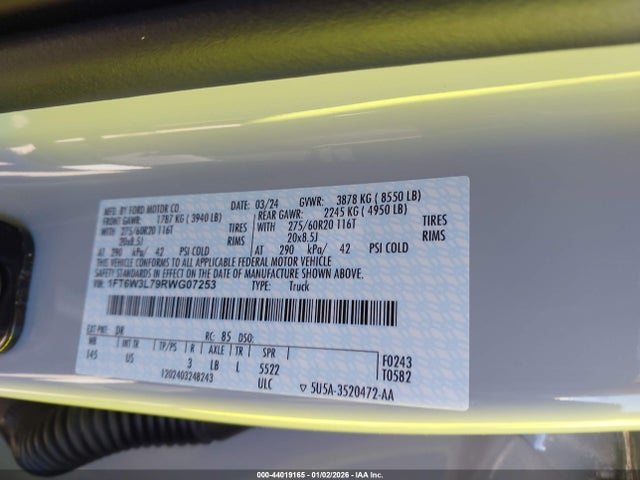 MFD. BY FORD MOTOR CO.
DATE: 03/24 GVWR: 3878 KG ( 8550 LB)
FRONT GAWR: 1787 KG ( 3940 LB)
REAR GAWR: 2245 KG ( 4950 LB)
WITH 275/60R20 116T TIRES
WITH 275/60R20 116T TIRES
20x8.5J RIMS
20x8.5J RIMS
AT 290 kPa/ 42 PSI COLD
AT 290 kPa/ 42 PSI COLD
THIS VEHICLE CONFORMS TO ALL APPLICABLE FEDERAL MOTOR VEHICLE
SAFETY STANDARDS IN EFFECT ON THE DATE OF MANUFACTURE SHOWN ABOVE.
VIN: 1FT6W3L79RWG07253 TYPE: Truck
EXT PNT: DR RC: 85 DSO:
WB INT TR TP/PS R AXLE TR SPR
145 US 3 LB L 5522
ULC
F0243
T0582
1202403248243
▽ 5U5A-3520472-AA
000-44019165 - 01/02/2026 - IAA Inc.